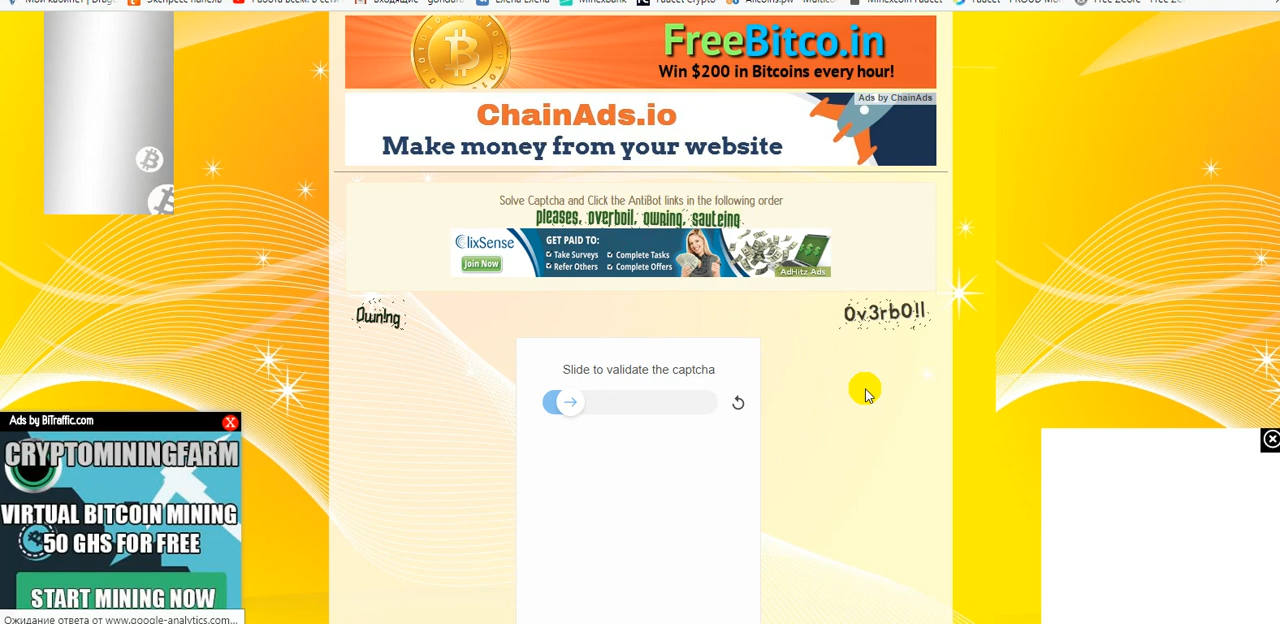 FreeBitco.in
Win $200 in Bitcoins every hour!
Ads by ChainAds
ChainAds.io
Make money from your website
Solve Captcha and Click the AntiBot links in the following order
pleases, overboil, owning, sauteing
ClixSense
Join Now
GET PAID TO:
Take Surveys
Complete Tasks
Refer Others
Complete Offers
AdHitz Ads
0wn!ng
0v3rb0!l
Slide to validate the captcha
Ads by BiTraffic.com
X
CRYPTOMININGFARM
VIRTUAL BITCOIN MINING
50 GHS FOR FREE
START MINING NOW
Ожидание ответа от www.google-analytics.com...